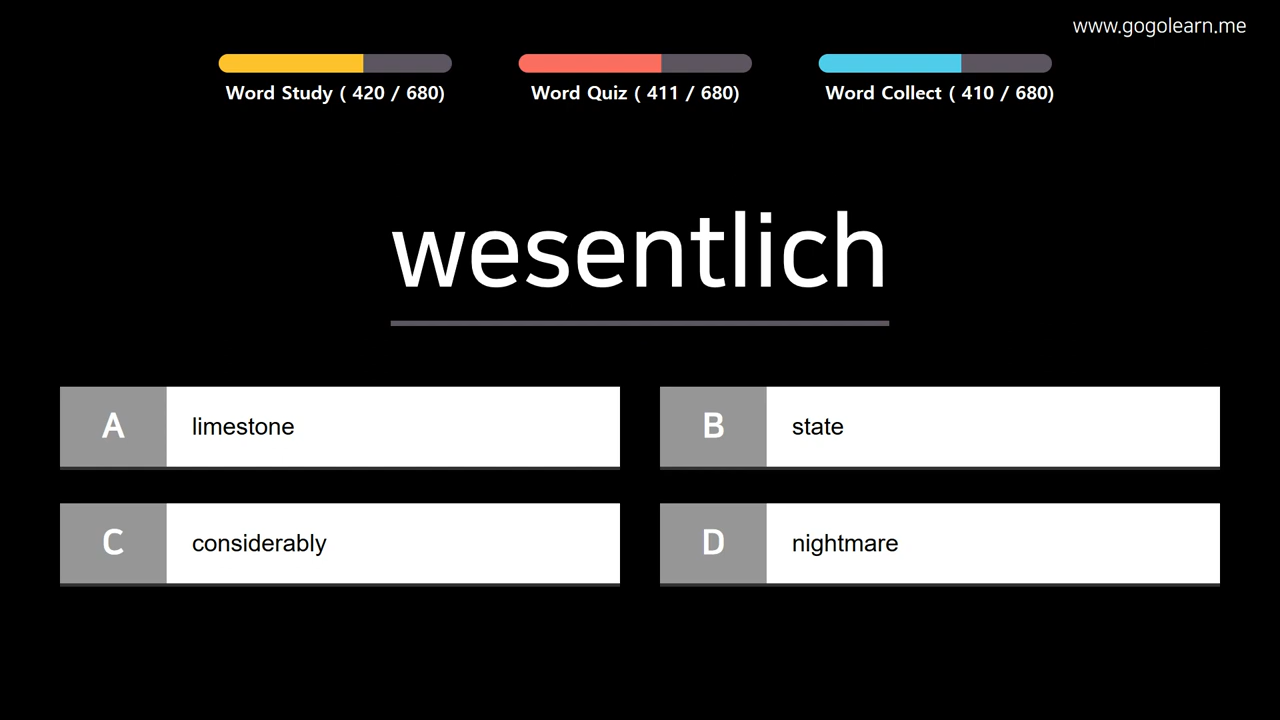 www.gogolearn.me
Word Study ( 420 / 680)
Word Quiz ( 411 / 680)
Word Collect ( 410 / 680)
wesentlich
A limestone
B state
C considerably
D nightmare